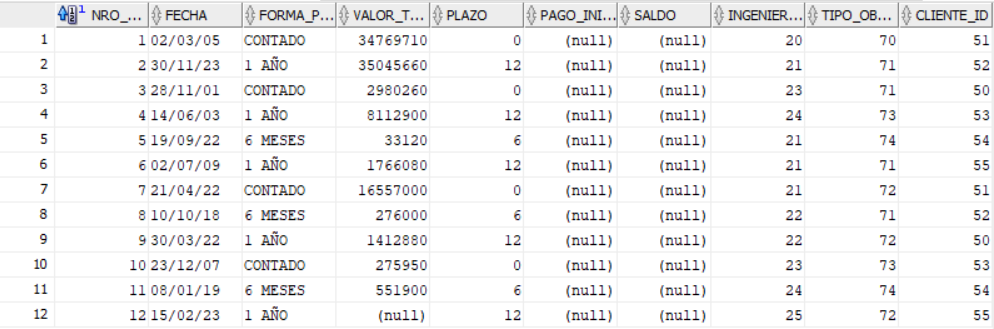 NRO_... FECHA FORMA_P... VALOR_T... PLAZO PAGO_INI... SALDO INGENIER... TIPO_OB... CLIENTE_ID
1 1 02/03/05 CONTADO 34769710 0 (null) (null) 20 70 51
2 2 30/11/23 1 AÑO 35045660 12 (null) (null) 21 71 52
3 3 28/11/01 CONTADO 2980260 0 (null) (null) 23 71 50
4 4 14/06/03 1 AÑO 8112900 12 (null) (null) 24 73 53
5 5 19/09/22 6 MESES 33120 6 (null) (null) 21 74 54
6 6 02/07/09 1 AÑO 1766080 12 (null) (null) 21 71 55
7 7 21/04/22 CONTADO 16557000 0 (null) (null) 21 72 51
8 8 10/10/18 6 MESES 276000 6 (null) (null) 22 71 52
9 9 30/03/22 1 AÑO 1412880 12 (null) (null) 22 72 50
10 10 23/12/07 CONTADO 275950 0 (null) (null) 23 73 53
11 11 08/01/19 6 MESES 551900 6 (null) (null) 24 74 54
12 12 15/02/23 1 AÑO (null) 12 (null) (null) 25 72 55